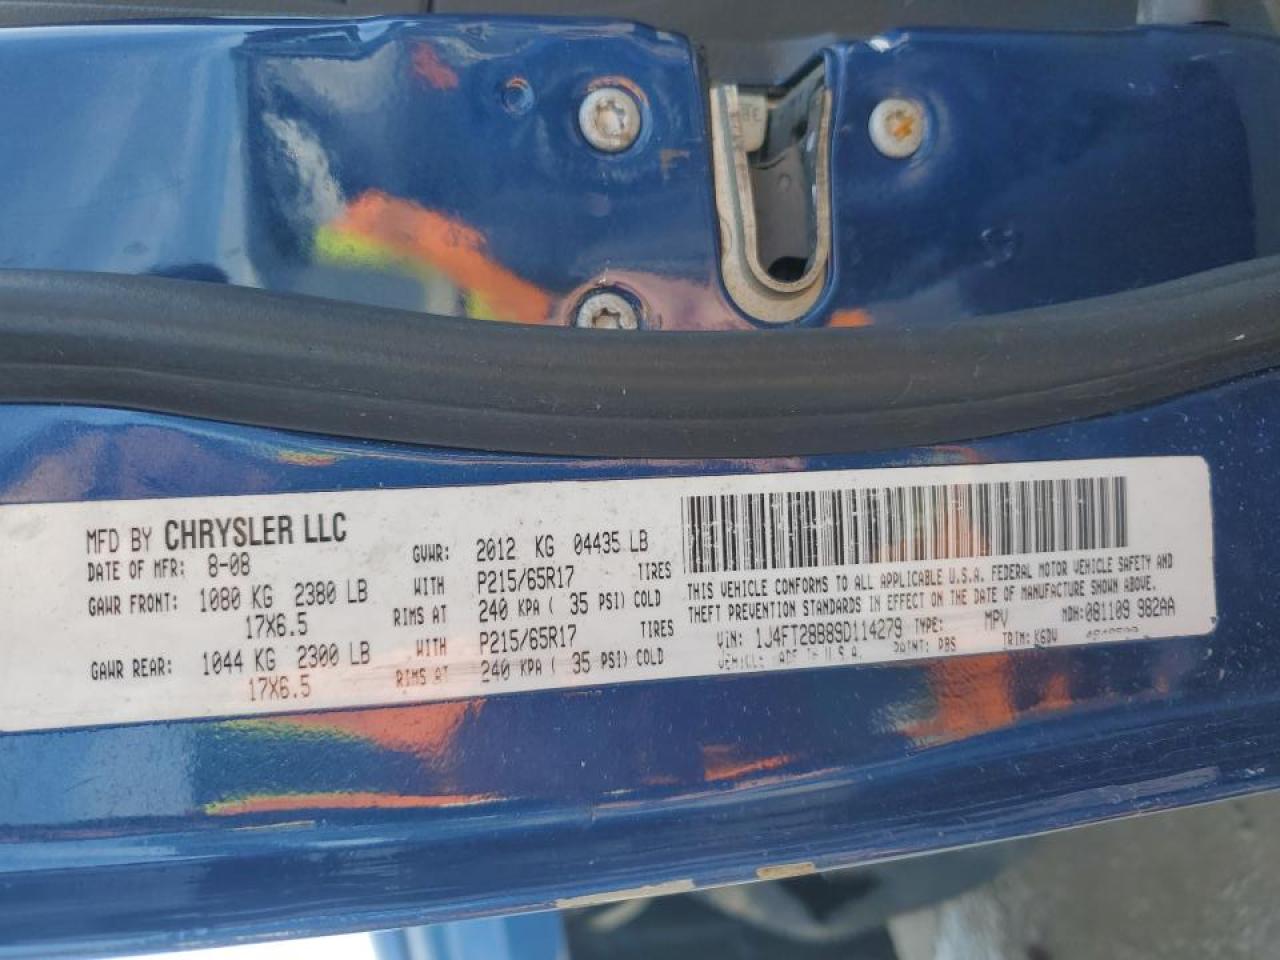 MFD BY CHRYSLER LLC
DATE OF MFR: 8-08
GVWR: 2012 KG 04435 LB
GAWR FRONT: 1080 KG 2380 LB WITH P215/65R17 TIRES
17X6.5 RIMS AT 240 KPA ( 35 PSI) COLD
GAWR REAR: 1044 KG 2300 LB WITH P215/65R17 TIRES
17X6.5 RIMS AT 240 KPA ( 35 PSI) COLD
THIS VEHICLE CONFORMS TO ALL APPLICABLE U.S.A. FEDERAL MOTOR VEHICLE SAFETY AND
THEFT PREVENTION STANDARDS IN EFFECT ON THE DATE OF MANUFACTURE SHOWN ABOVE.
VIN: 1J4FT28B89D114279 TYPE: MPV MDH: 081109 982AA
PAINT: PBS TRIM: